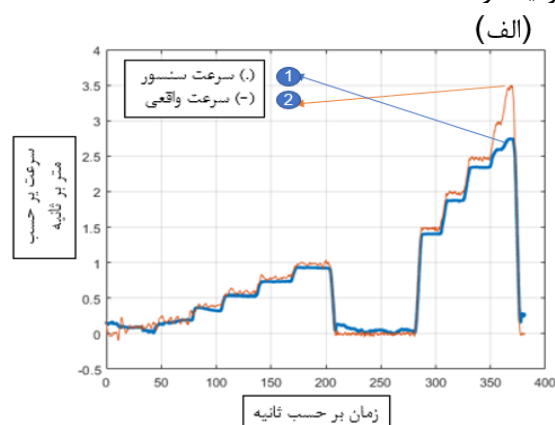 (الف)
(.) سرعت سنسور
(-) سرعت واقعی
1
2
4
3.5
3
2.5
2
1.5
1
0.5
0
-0.5
سرعت بر حسب
متر بر ثانیه
0 50 100 150 200 250 300 350 400
زمان بر حسب ثانیه